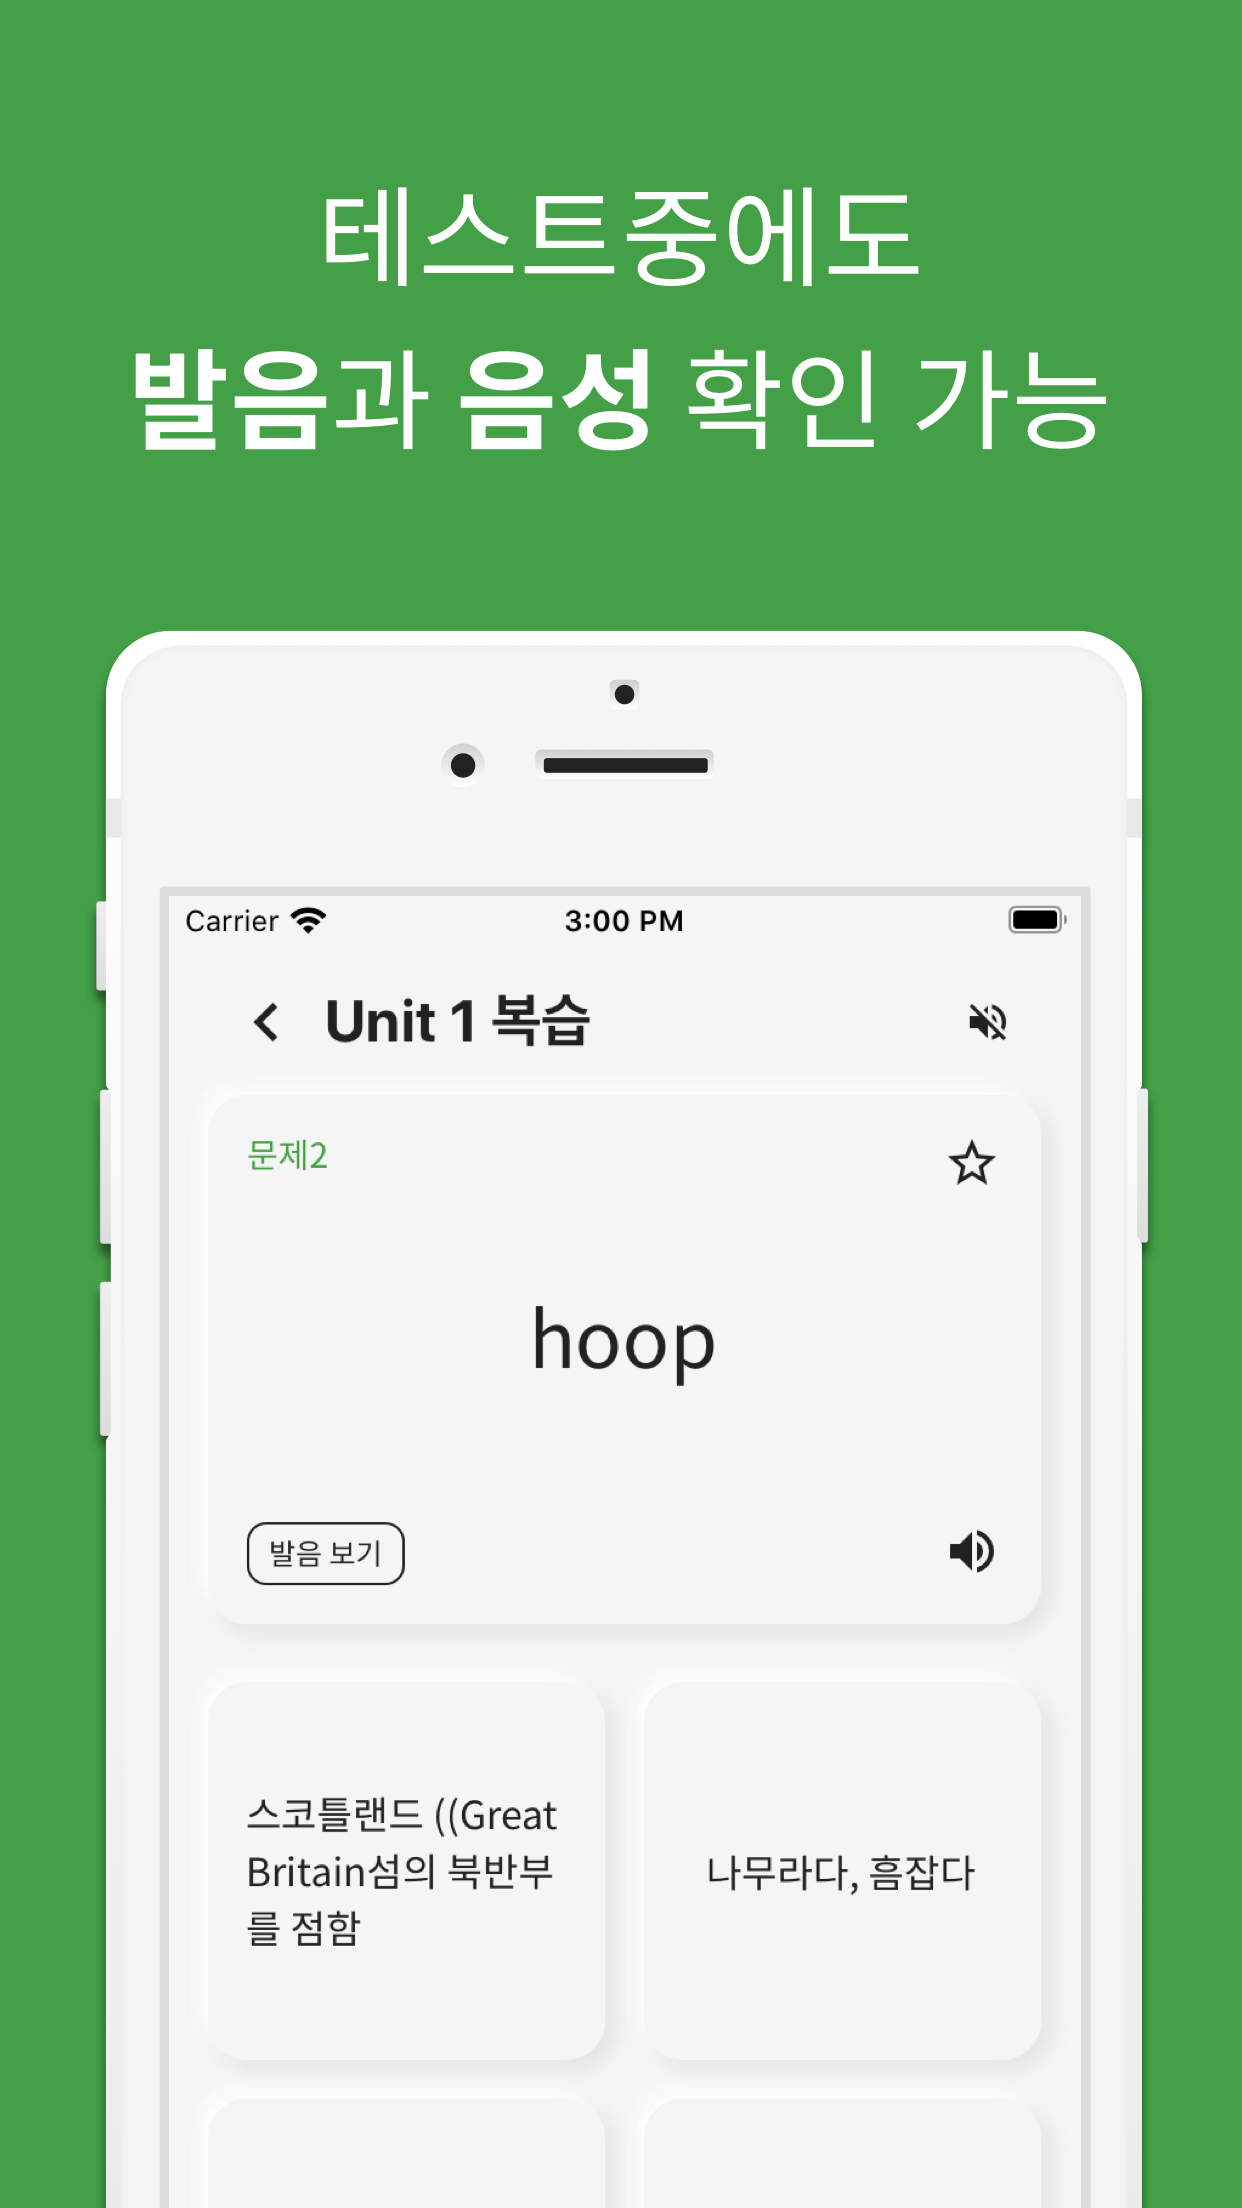 테스트중에도
발음과 음성 확인 가능
Carrier 3:00 PM
Unit 1 복습
문제2
hoop
발음 보기
스코틀랜드 ((Great
Britain섬의 북반부
를 점함
나무라다, 흠잡다